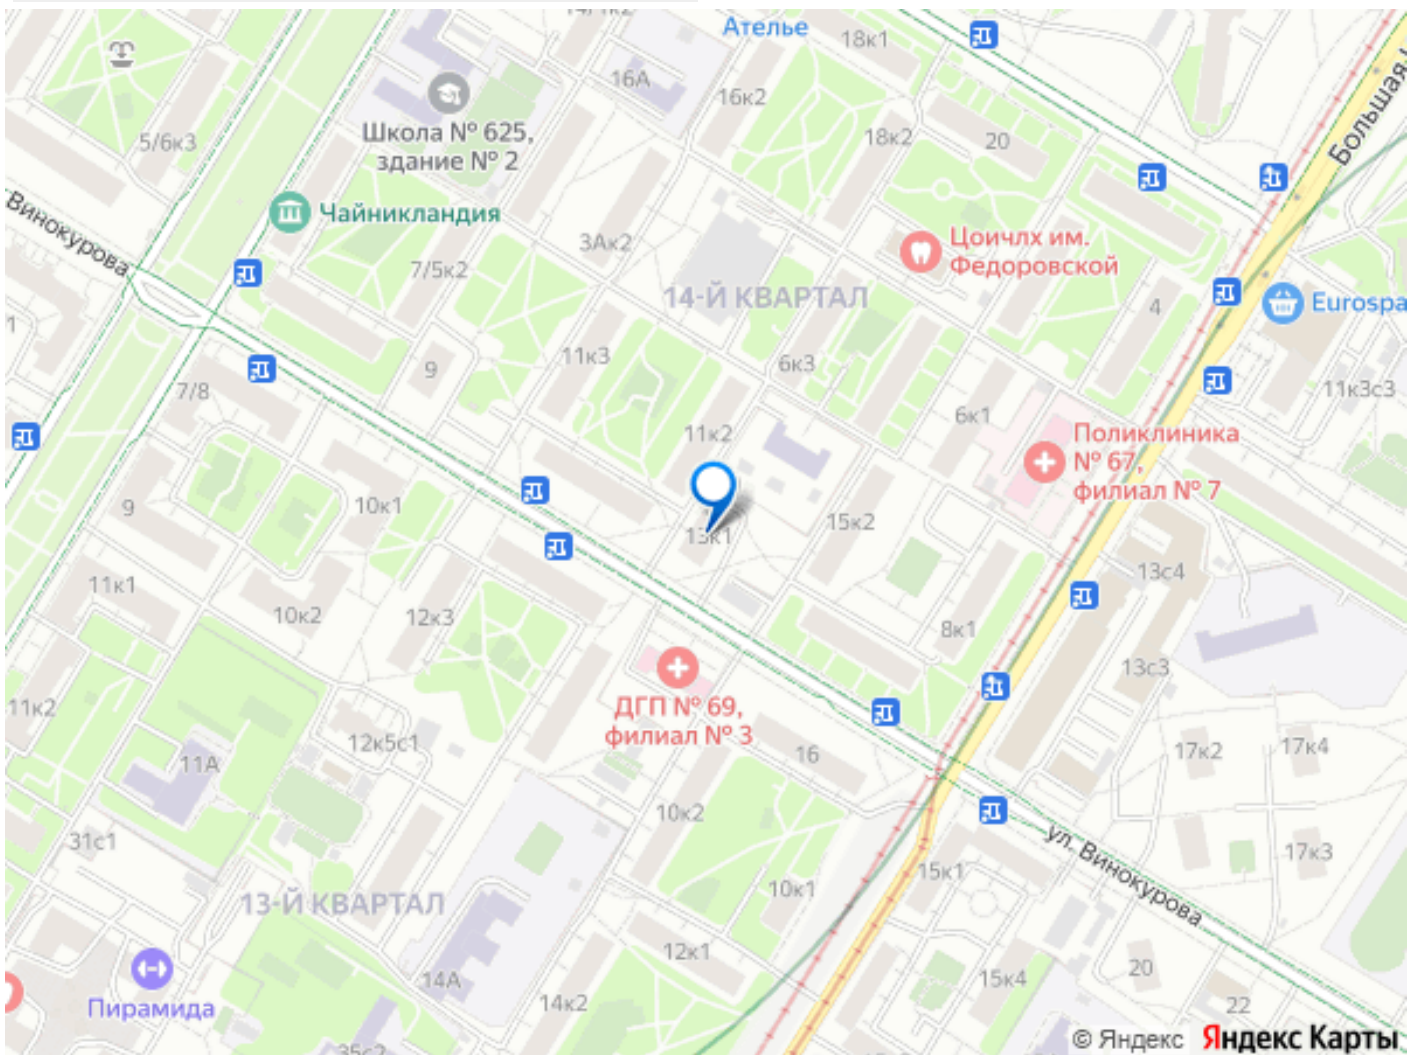 Ателье
18к1
16А
16к2
Школа № 625,
здание № 2
5/6к3
18к2
20
Чайникландия
Винокурова
3Ак2
7/5к2
Цоичлх им.
Федоровской
14-Й КВАРТАЛ
4
Eurospa
1
9
11к3
6к3
7/8
11к3с3
6к1
11к2
Поликлиника
№ 67,
филиал № 7
9
10к1
15к2
13к1
13с4
11к1
10к2
12к3
8к1
13с3
11к2
ДГП № 69,
филиал № 3
12к5с1
16
17к2
17к4
11А
10к2
31с1
ул. Винокурова
17к3
15к1
10к1
13-Й КВАРТАЛ
12к1
14А
15к4
20
Пирамида
14к2
22
35с2
© Яндекс Яндекс Карты
Большая